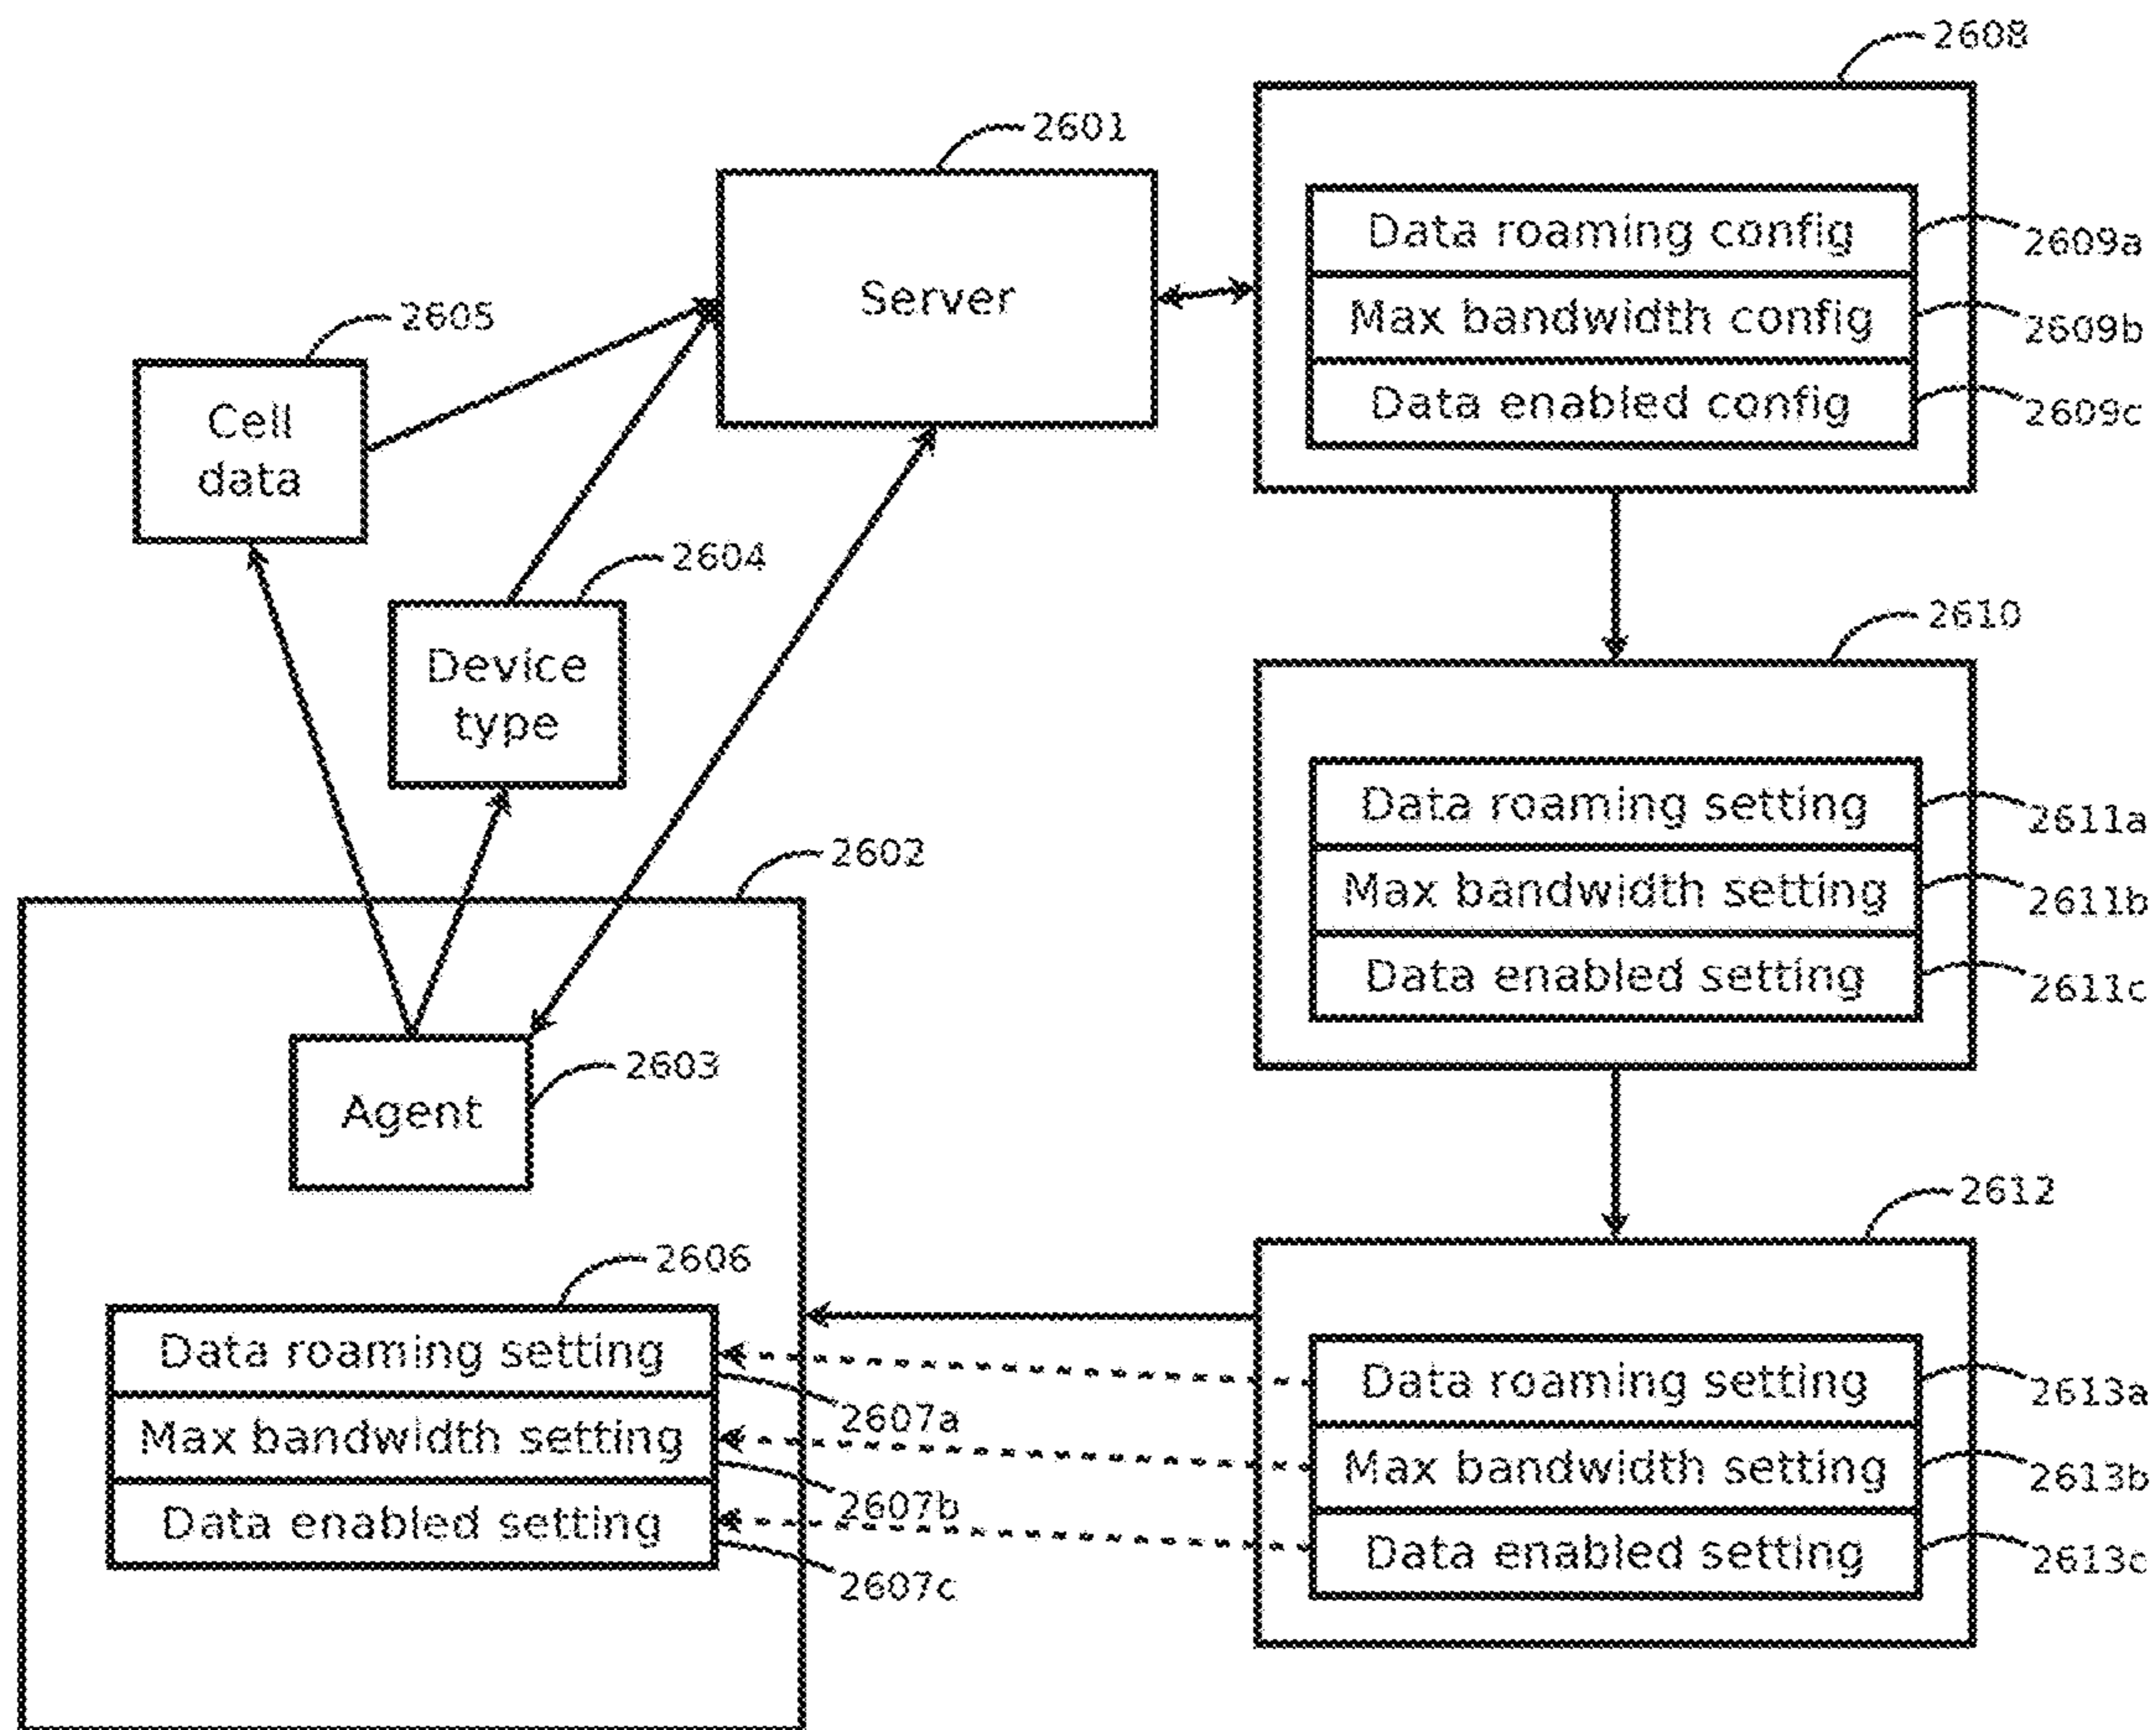 2608
2601
Data roaming config
2609a
Server
Max bandwidth config
2609b
2605
Data enabled config
2609c
Cell
data
2604
2610
Device
type
Data roaming setting
2611a
2602
Max bandwidth setting
2611b
Data enabled setting
2611c
2603
Agent
2612
2606
Data roaming setting
2607a
Data roaming setting
2613a
Max bandwidth setting
2607b
Max bandwidth setting
2613b
Data enabled setting
2607c
Data enabled setting
2613c